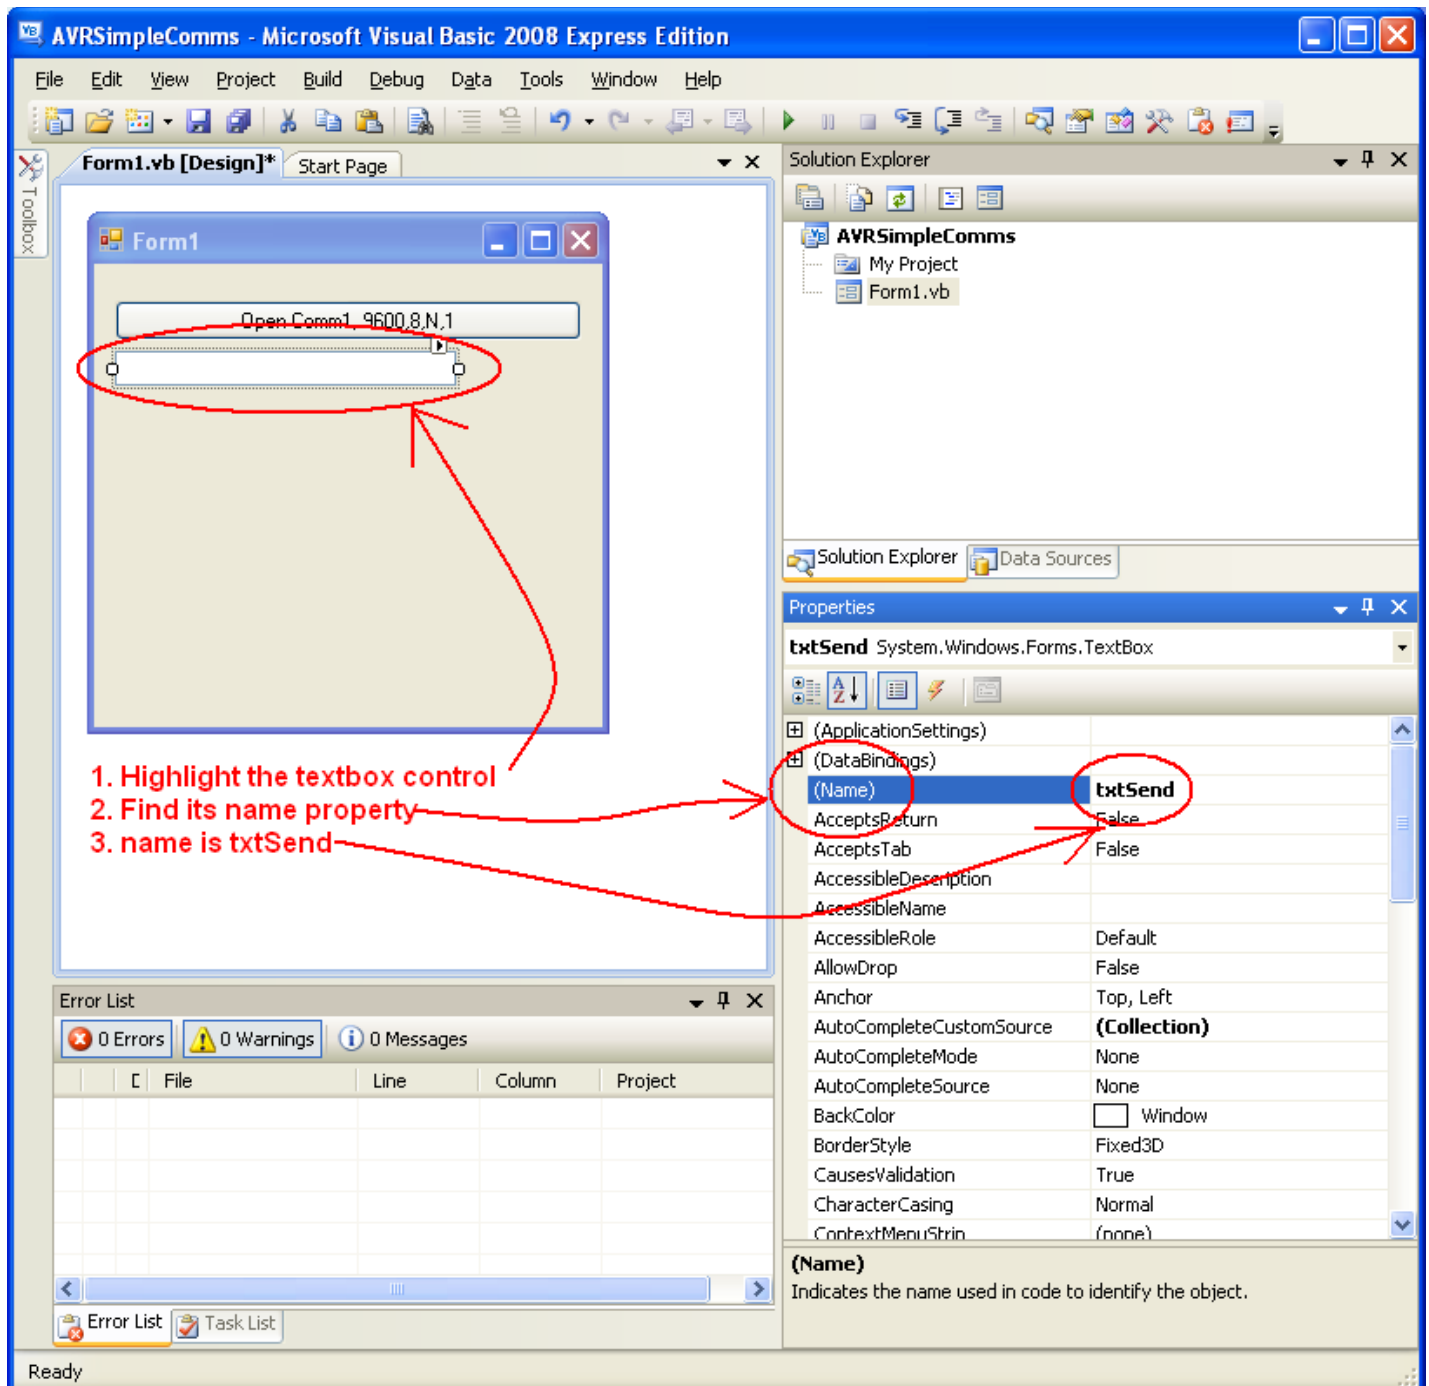 AVRSimpleComms - Microsoft Visual Basic 2008 Express Edition
File Edit View Project Build Debug Data Tools Window Help
Toolbox
Form1.vb [Design]* Start Page
Form1
Open Comm1, 9600,8,N,1
1. Highlight the textbox control
2. Find its name property
3. name is txtSend
Solution Explorer
AVRSimpleComms
My Project
Form1.vb
Solution Explorer Data Sources
Properties
txtSend System.Windows.Forms.TextBox
(ApplicationSettings)
(DataBindings)
(Name) txtSend
AcceptsReturn False
AcceptsTab False
AccessibleDescription
AccessibleName
AccessibleRole Default
AllowDrop False
Anchor Top, Left
AutoCompleteCustomSource (Collection)
AutoCompleteMode None
AutoCompleteSource None
BackColor Window
BorderStyle Fixed3D
CausesValidation True
CharacterCasing Normal
ContextMenuStrip (none)
(Name)
Indicates the name used in code to identify the object.
Error List
0 Errors 0 Warnings 0 Messages
File Line Column Project
Error List Task List
Ready